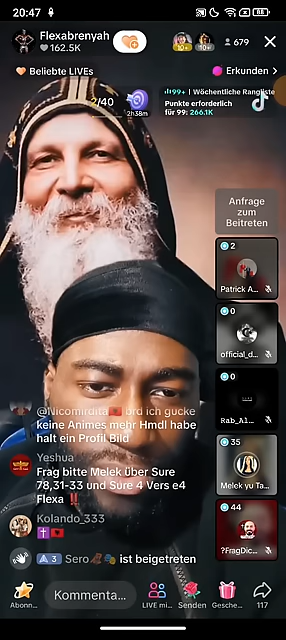 20:47
Flexabrenyah
162.5K
10+
10+
679
Beliebte LIVEs
Erkunden
2/40
2h38m
99+ | Wöchentliche Rangliste
Punkte erforderlich
für 99: 266.1K
Anfrage
zum
Beitreten
2
Patrick A...
0
official_d...
0
Rab_Al...
35
Melek yu Ta...
44
?FragDic...
@Nicomirdita brd ich gucke
keine Animes mehr Hmdl habe
halt ein Profil Bild
Yeshua
Frag bitte Melek über Sure
78,31-33 und Sure 4 Vers e4
Flexa ‼️
Kolando_333
✝️🇲🇦
A 3 Sero ist beigetreten
Abonn...
Kommenta...
LIVE mi...
Senden
Gesche...
117